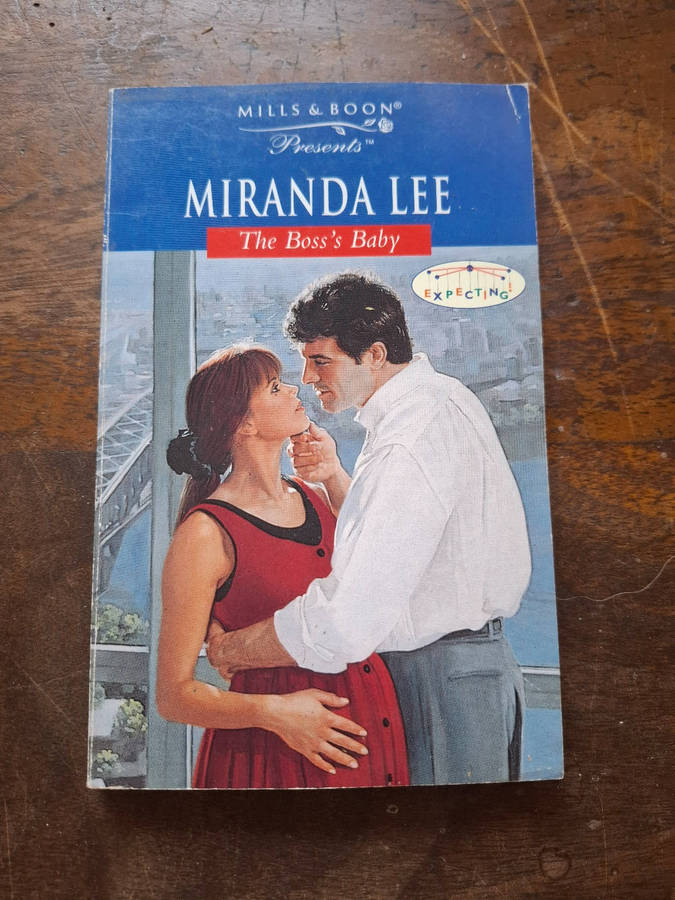 MILLS & BOON®
Presents™
MIRANDA LEE
The Boss's Baby
EXPECTING!